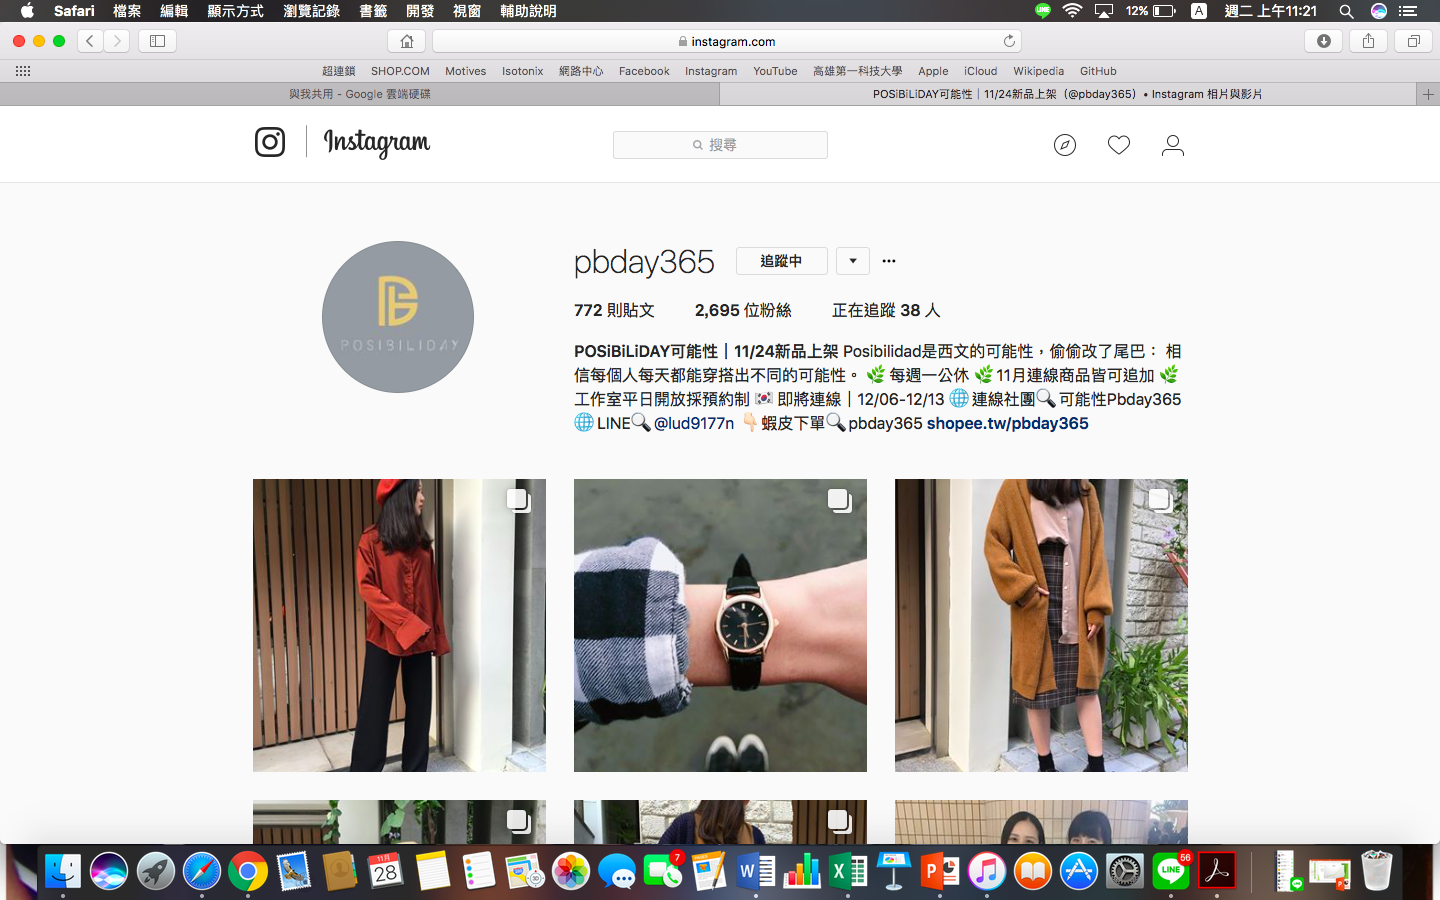 Safari 檔案 編輯 顯示方式 瀏覽記錄 書籤 開發 視窗 輔助說明 LINE 12% A 週二 上午11:21
instagram.com
超連鎖 SHOP.COM Motives Isotonix 網路中心 Facebook Instagram YouTube 高雄第一科技大學 Apple iCloud Wikipedia GitHub
與我共用 - Google 雲端硬碟 POSiBiLiDAY可能性｜11/24新品上架（@pbday365）• Instagram 相片與影片
Instagram 搜尋
pbday365 追蹤中
772 則貼文 2,695 位粉絲 正在追蹤 38 人
POSIBILIDAY
POSiBiLiDAY可能性｜11/24新品上架 Posibilidad是西文的可能性，偷偷改了尾巴： 相
信每個人每天都能穿搭出不同的可能性。 🌿 每週一公休 🌿 11月連線商品皆可追加 🌿
工作室平日開放採預約制 🇰🇷 即將連線｜12/06-12/13 🌐 連線社團🔍 可能性Pbday365
🌐 LINE🔍 @lud9177n 👇🏻 蝦皮下單🔍 pbday365 shopee.tw/pbday365
11月
28
7
W
X
P
LINE
56